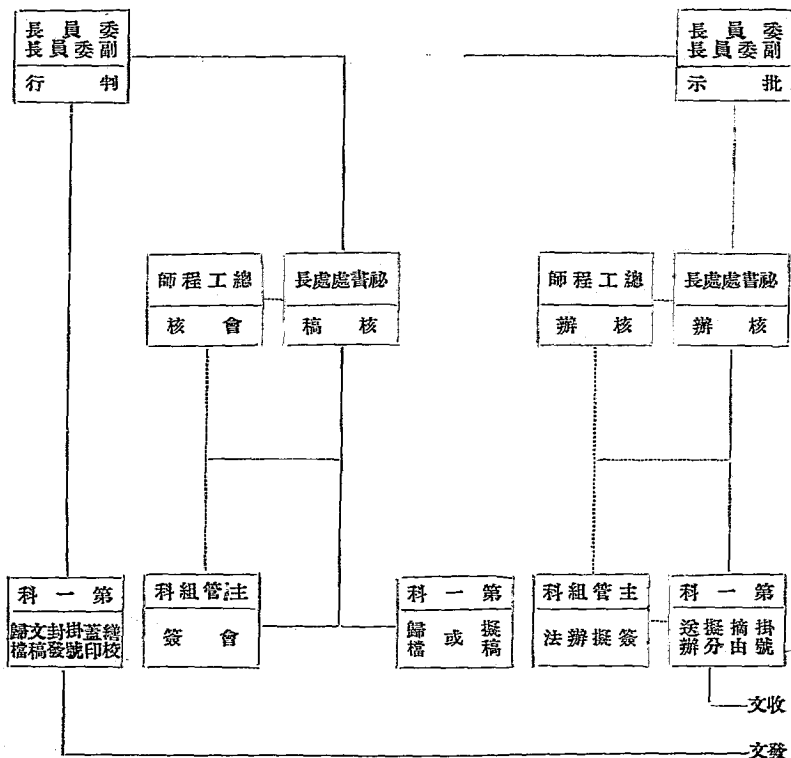 委員長
副委員長
批示
委員長
副委員長
判行
祕書處處長
核辦
總工程師
核辦
祕書處處長
核稿
總工程師
會核
第一科
掛號
摘由
擬分
送辦
主管組科
簽擬辦法
第一科
擬稿
或
歸檔
主管組科
會簽
第一科
繕校
蓋印
掛號
封發
文稿
歸檔
收文
發文